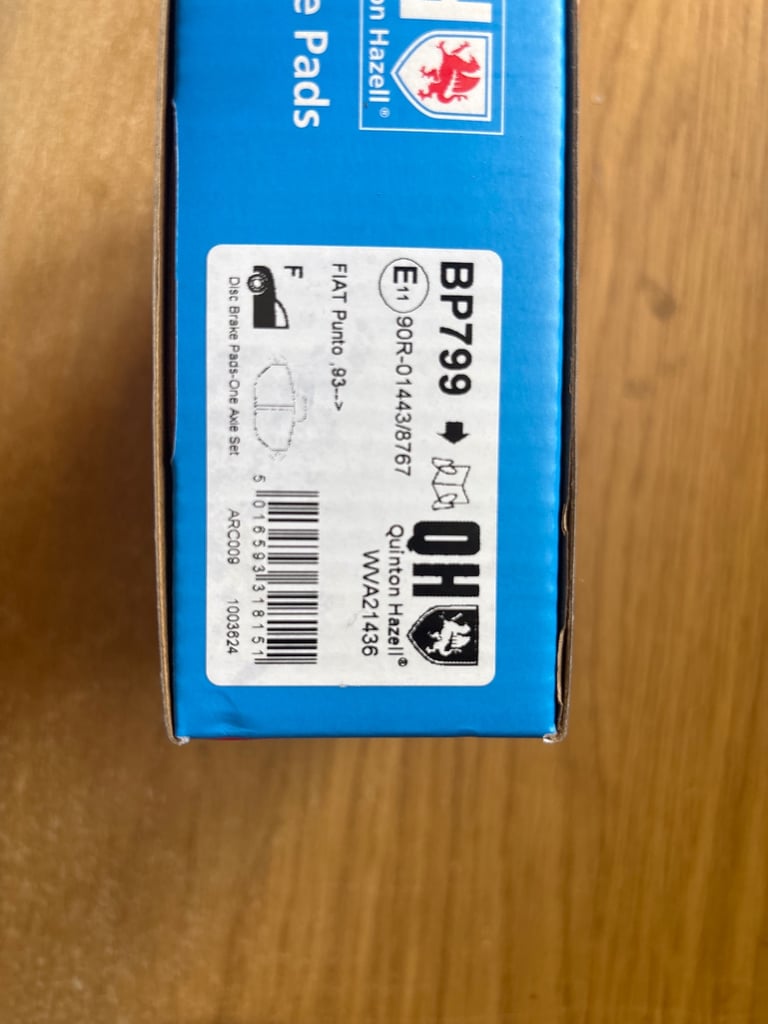 H
on Hazell®
e Pads
BP799
QH
E11 90R-01443/8767
Quinton Hazell®
WVA21436
FIAT Punto ,93-->
F
Disc Brake Pads-One Axle Set
5 016593 318151
ARC009 1003624